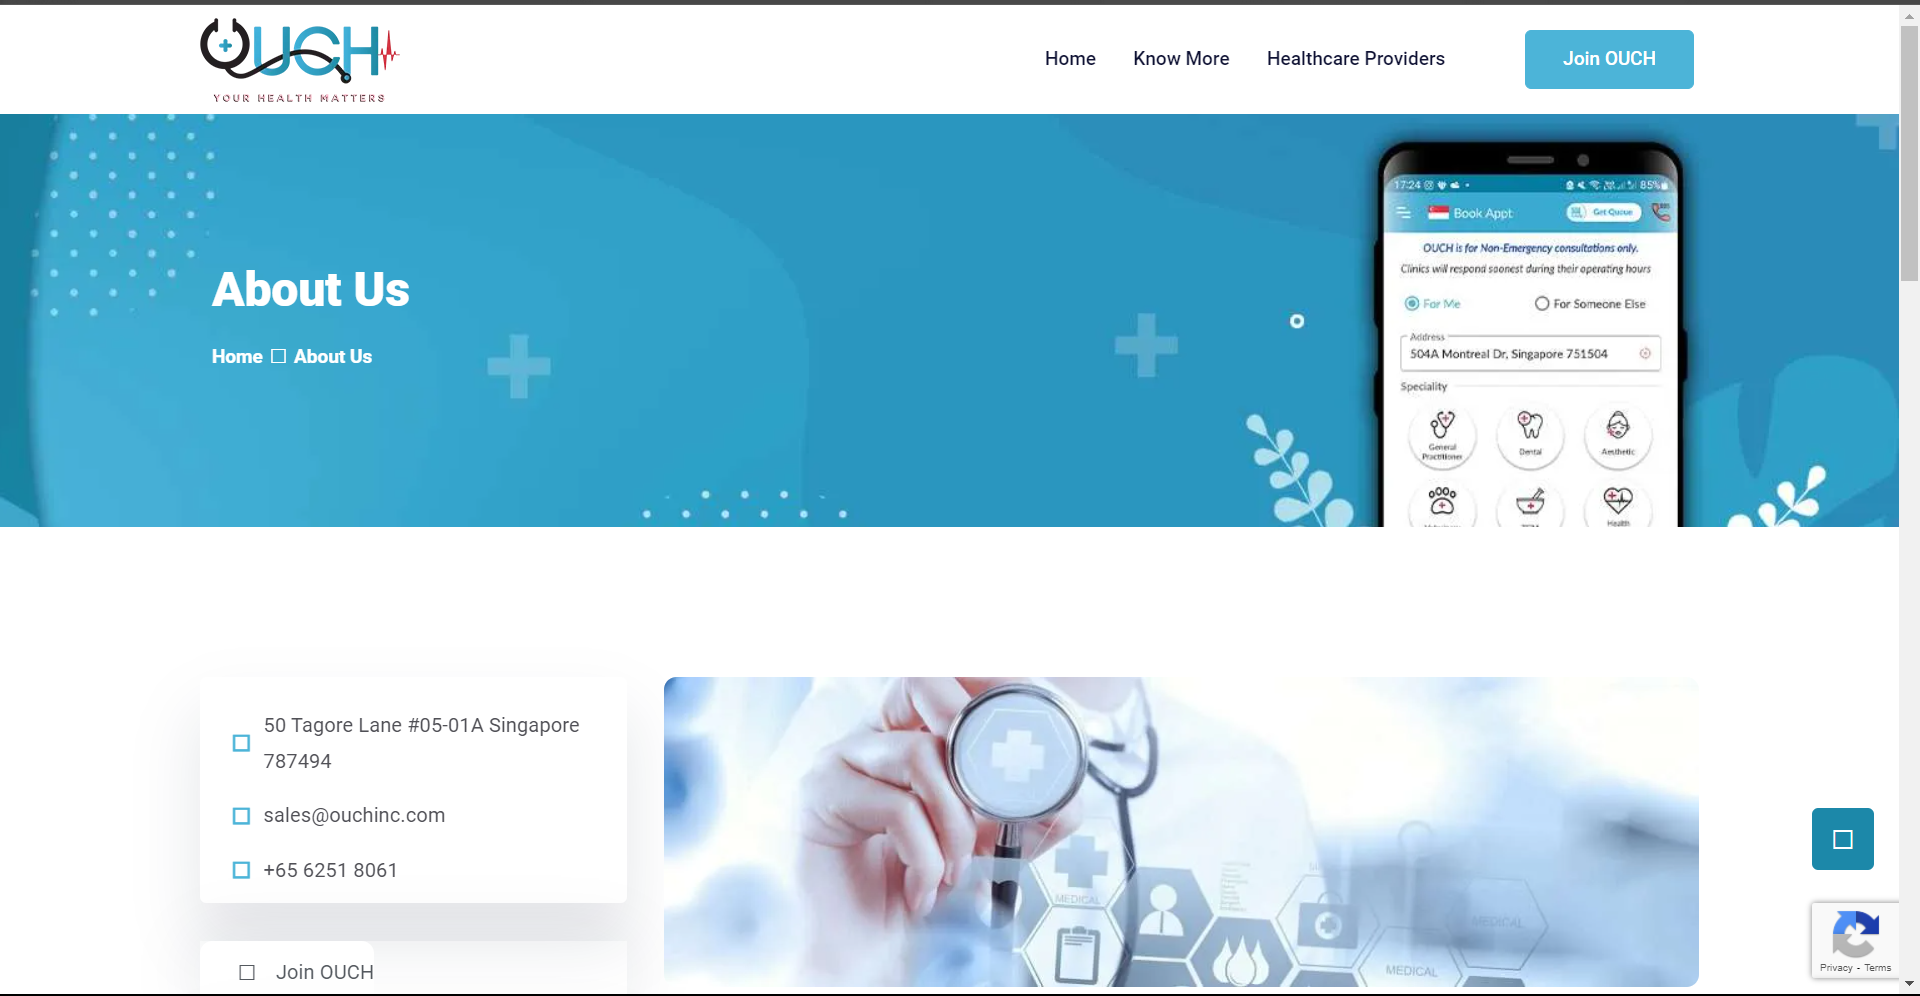 OUCH
YOUR HEALTH MATTERS
Home
Know More
Healthcare Providers
Join OUCH
About Us
Home
About Us
17:24
85%
Book Appt
Get Queue
OUCH is for Non-Emergency consultations only.
Clinics will respond soonest during their operating hours
For Me
For Someone Else
Address
504A Montreal Dr, Singapore 751504
Speciality
General
Practitioner
Dental
Aesthetic
Health
50 Tagore Lane #05-01A Singapore
787494
sales@ouchinc.com
+65 6251 8061
Join OUCH
MEDICAL
MEDICAL
MEDICAL
Privacy - Terms